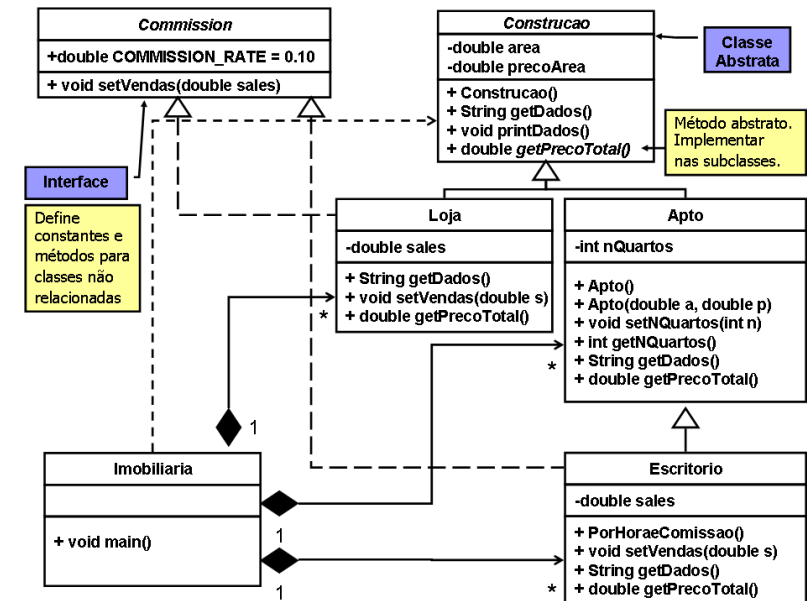 Commission
+double COMMISSION_RATE = 0.10
+ void setVendas(double sales)
Construcao
-double area
-double precoArea
+ Construcao()
+ String getDados()
+ void printDados()
+ double getPrecoTotal()
Classe
Abstrata
Método abstrato.
Implementar
nas subclasses.
Interface
Define
constantes e
métodos para
classes não
relacionadas
Loja
-double sales
+ String getDados()
+ void setVendas(double s)
+ double getPrecoTotal()
*
Apto
-int nQuartos
+ Apto()
+ Apto(double a, double p)
+ void setNQuartos(int n)
+ int getNQuartos()
+ String getDados()
+ double getPrecoTotal()
*
1
Imobiliaria
+ void main()
1
1
Escritorio
-double sales
+ PorHoraeComissao()
+ void setVendas(double s)
+ String getDados()
+ double getPrecoTotal()
*